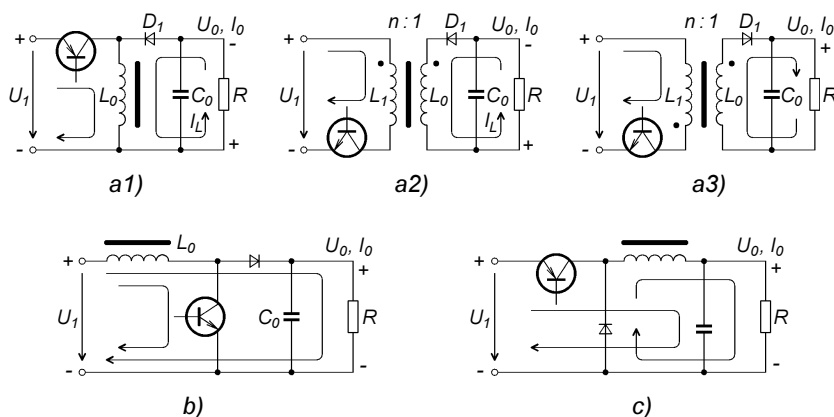 D1 U0, I0
+ -
U1 L0 C0 R
IL
- +
a1)
n : 1 D1 U0, I0
+ -
U1 L1 L0 C0 R
IL
- +
a2)
n : 1 D1 U0, I0
+ +
U1 L1 L0 C0 R
- -
a3)
L0 U0, I0
+ +
U1 C0 R
- -
b)
U0, I0
+ +
U1 R
- -
c)